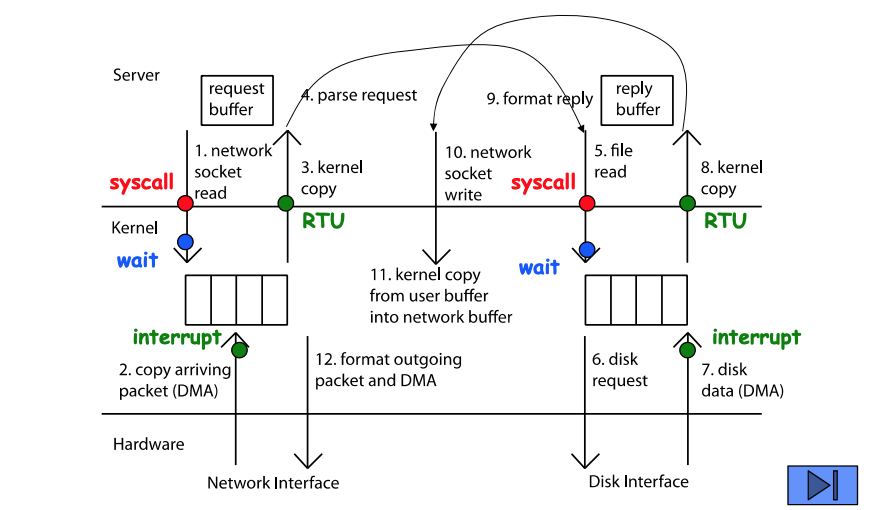 Server
request
buffer
4. parse request
9. format reply
reply
buffer
1. network
socket
read
3. kernel
copy
10. network
socket
write
5. file
read
8. kernel
copy
syscall
syscall
RTU
RTU
Kernel
wait
wait
11. kernel copy
from user buffer
into network buffer
interrupt
interrupt
2. copy arriving
packet (DMA)
12. format outgoing
packet and DMA
6. disk
request
7. disk
data (DMA)
Hardware
Network Interface
Disk Interface